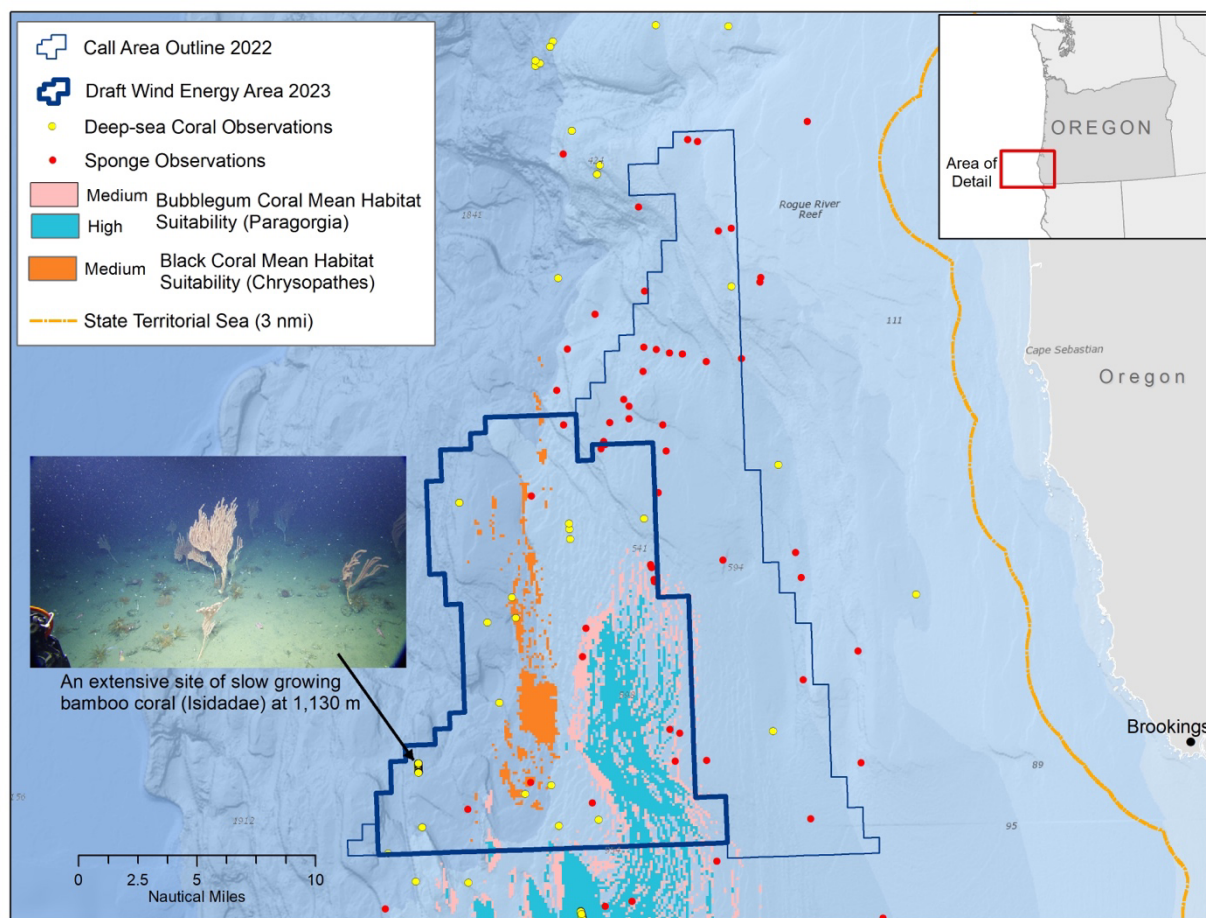 Call Area Outline 2022
Draft Wind Energy Area 2023
Deep-sea Coral Observations
Sponge Observations
Medium
High
Bubblegum Coral Mean Habitat
Suitability (Paragorgia)
Medium
Black Coral Mean Habitat
Suitability (Chrysopathes)
State Territorial Sea (3 nmi)
OREGON
Area of
Detail
1841
Rogue River
Reef
111
Cape Sebastian
Oregon
541
594
An extensive site of slow growing
bamboo coral (Isidadae) at 1,130 m
Brookings
89
156
1912
95
0 5 10
Nautical Miles